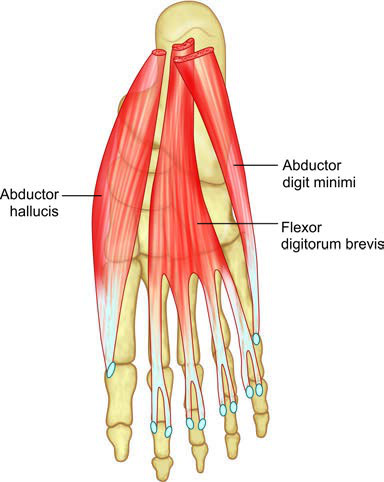 Abductor
hallucis
Abductor
digit minimi
Flexor
digitorum brevis